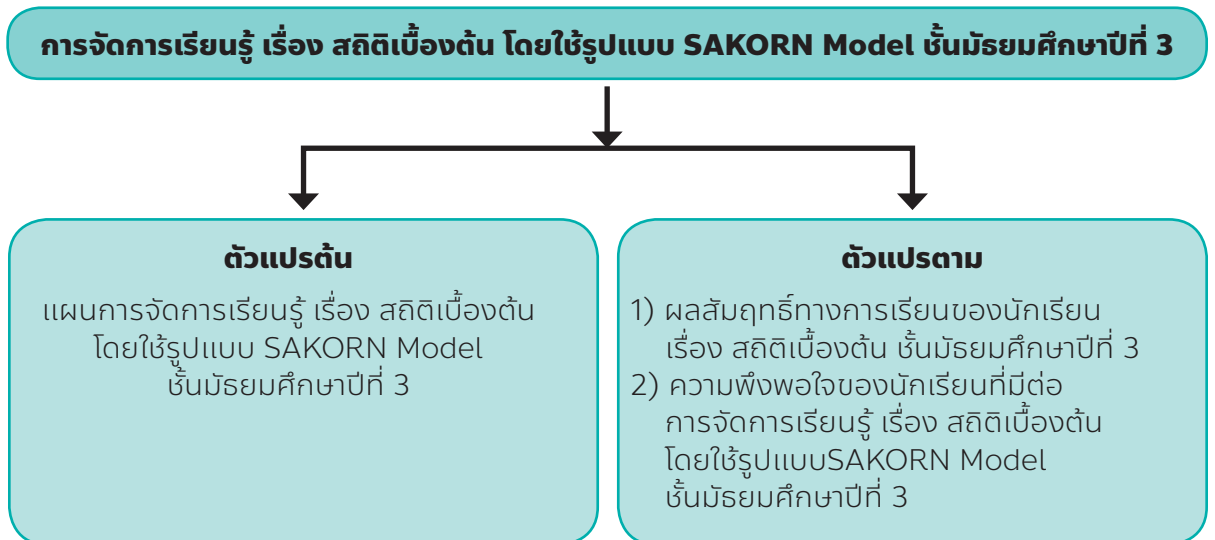 การจัดการเรียนรู้ เรื่อง สถิติเบื้องต้น โดยใช้รูปแบบ SAKORN Model ชั้นมัธยมศึกษาปีที่ 3
ตัวแปรต้น
แผนการจัดการเรียนรู้ เรื่อง สถิติเบื้องต้น
โดยใช้รูปแบบ SAKORN Model
ชั้นมัธยมศึกษาปีที่ 3
ตัวแปรตาม
1) ผลสัมฤทธิ์ทางการเรียนของนักเรียน
เรื่อง สถิติเบื้องต้น ชั้นมัธยมศึกษาปีที่ 3
2) ความพึงพอใจของนักเรียนที่มีต่อ
การจัดการเรียนรู้ เรื่อง สถิติเบื้องต้น
โดยใช้รูปแบบSAKORN Model
ชั้นมัธยมศึกษาปีที่ 3